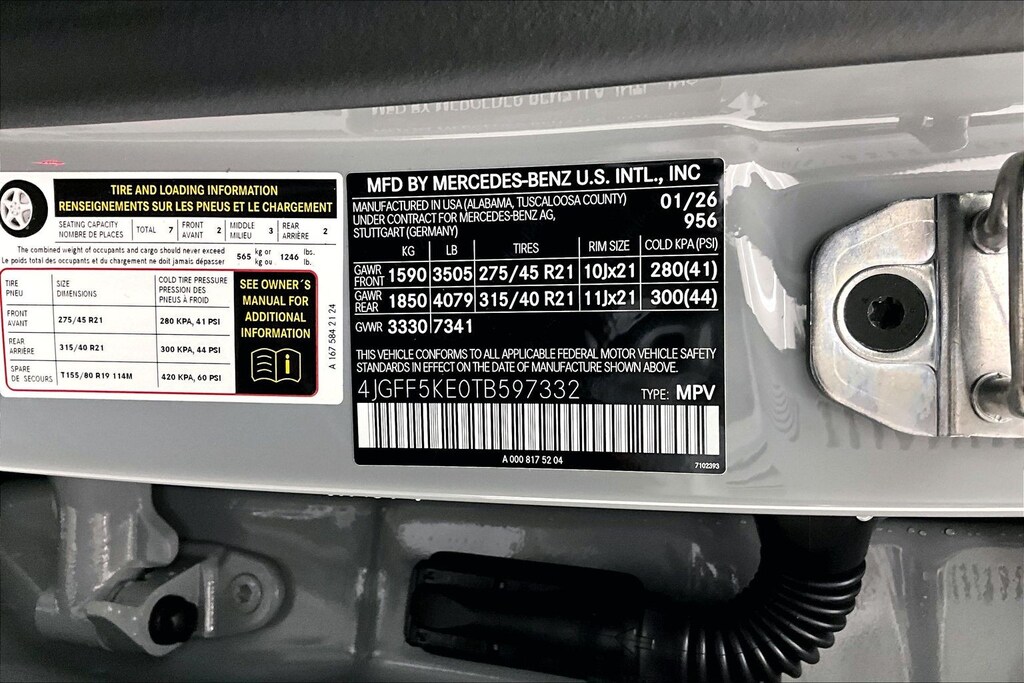 TIRE AND LOADING INFORMATION
RENSEIGNEMENTS SUR LES PNEUS ET LE CHARGEMENT
SEATING CAPACITY
NOMBRE DE PLACES
TOTAL 7
FRONT
AVANT 2
MIDDLE
MILIEU 3
REAR
ARRIÈRE 2
The combined weight of occupants and cargo should never exceed
Le poids total des occupants et du chargement ne doit jamais dépasser
565 kg or
kg ou
1246 lbs.
lb.
TIRE
PNEU
SIZE
DIMENSIONS
COLD TIRE PRESSURE
PRESSION DES
PNEUS À FROID
FRONT
AVANT
275/45 R21
280 KPA, 41 PSI
REAR
ARRIÈRE
315/40 R21
300 KPA, 44 PSI
SPARE
DE SECOURS
T155/80 R19 114M
420 KPA, 60 PSI
SEE OWNER´S
MANUAL FOR
ADDITIONAL
INFORMATION
A 167 584 21 24
MFD BY MERCEDES-BENZ U.S. INTL., INC
MANUFACTURED IN USA (ALABAMA, TUSCALOOSA COUNTY)
UNDER CONTRACT FOR MERCEDES-BENZ AG,
STUTTGART (GERMANY)
01/26
956
KG LB TIRES RIM SIZE COLD KPA (PSI)
GAWR
FRONT 1590 3505 275/45 R21 10Jx21 280(41)
GAWR
REAR 1850 4079 315/40 R21 11Jx21 300(44)
GVWR 3330 7341
THIS VEHICLE CONFORMS TO ALL APPLICABLE FEDERAL MOTOR VEHICLE SAFETY
STANDARDS IN EFFECT ON THE DATE OF MANUFACTURE SHOWN ABOVE.
4JGFF5KE0TB597332 TYPE: MPV
A 000 817 52 04
7102393